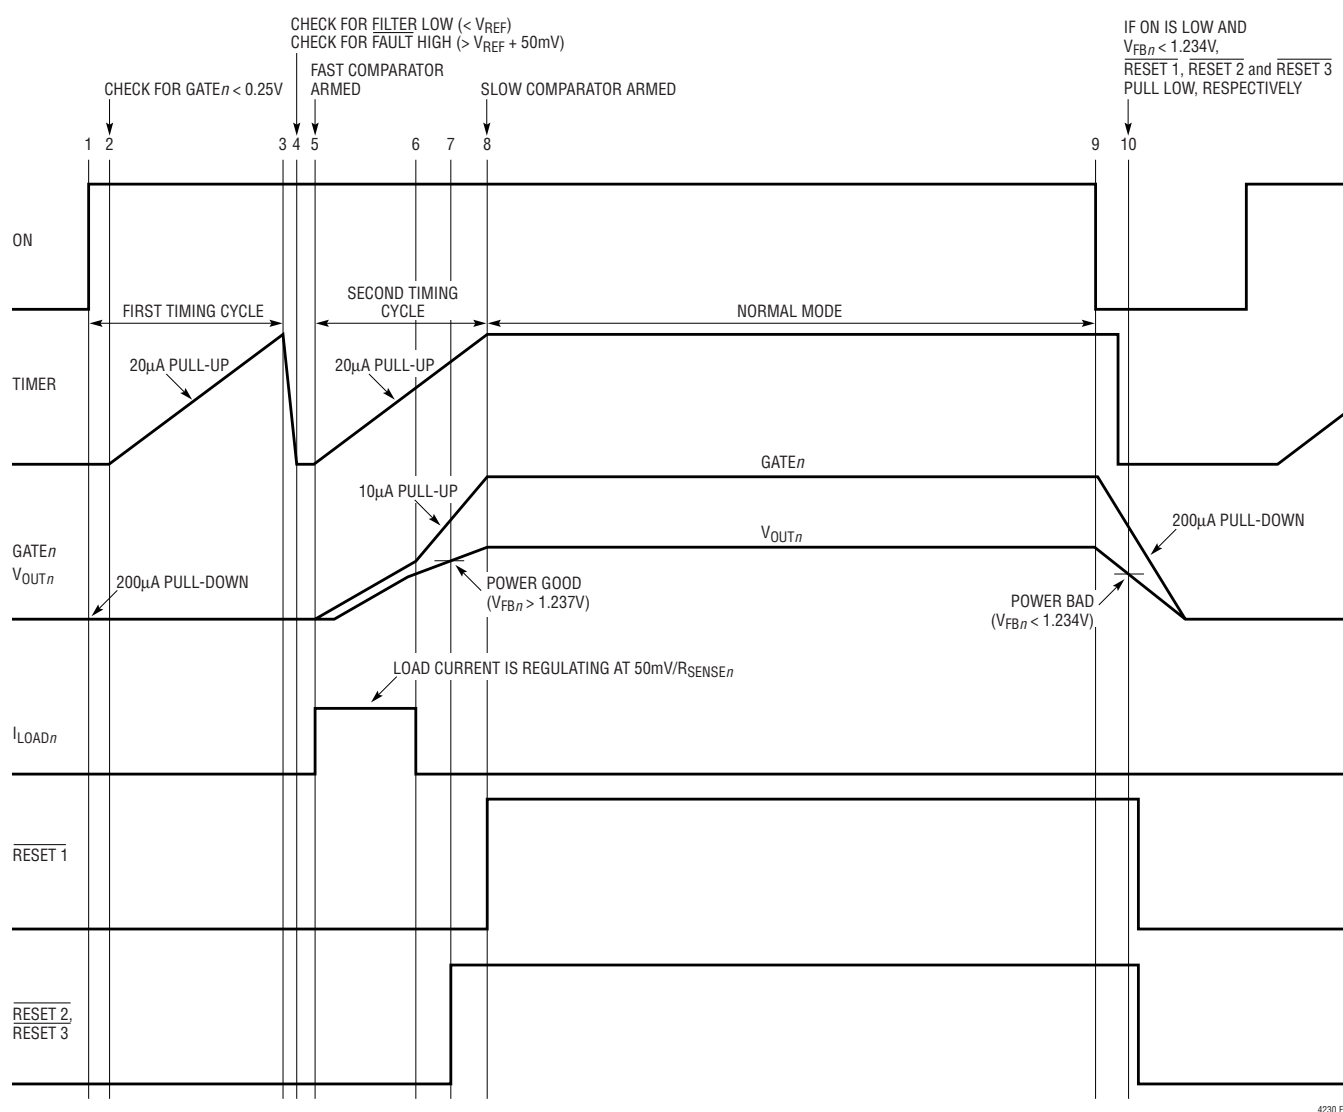 CHECK FOR FILTER LOW (< VREF)
CHECK FOR FAULT HIGH (> VREF + 50mV)
IF ON IS LOW AND
VFBn < 1.234V,
RESET 1, RESET 2 and RESET 3
PULL LOW, RESPECTIVELY
FAST COMPARATOR
ARMED
CHECK FOR GATEn < 0.25V
SLOW COMPARATOR ARMED
1 2 3 4 5 6 7 8 9 10
ON
FIRST TIMING CYCLE
SECOND TIMING
CYCLE
NORMAL MODE
20µA PULL-UP
20µA PULL-UP
TIMER
GATEn
10µA PULL-UP
200µA PULL-DOWN
VOUTn
GATEn
VOUTn
200µA PULL-DOWN
POWER GOOD
(VFBn > 1.237V)
POWER BAD
(VFBn < 1.234V)
LOAD CURRENT IS REGULATING AT 50mV/RSENSEn
ILOADn
RESET 1
RESET 2,
RESET 3
4230 F